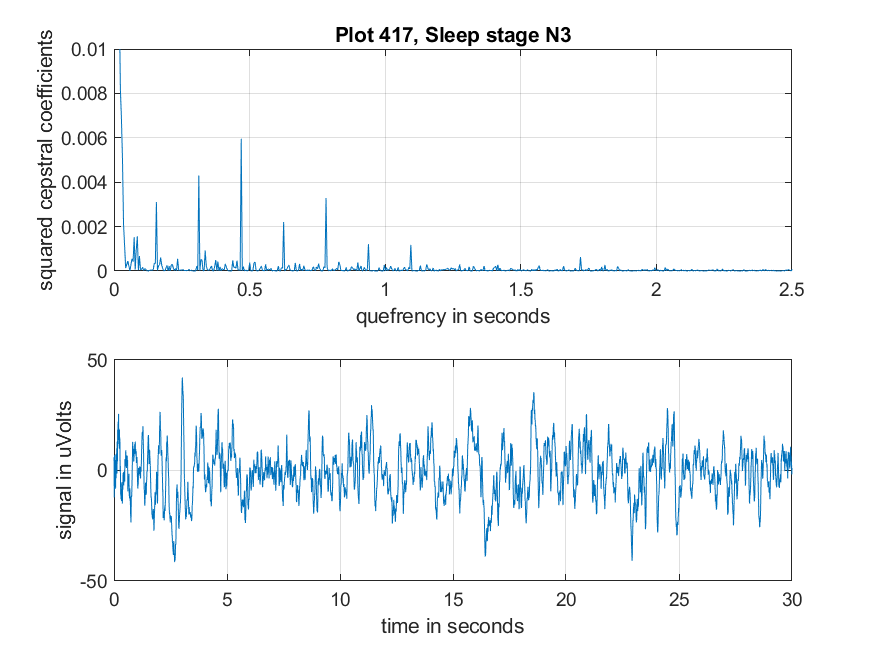 Plot 417, Sleep stage N3
squared cepstral coefficients
0.01
0.008
0.006
0.004
0.002
0
0 0.5 1 1.5 2 2.5
quefrency in seconds
signal in uVolts
50
0
-50
0 5 10 15 20 25 30
time in seconds